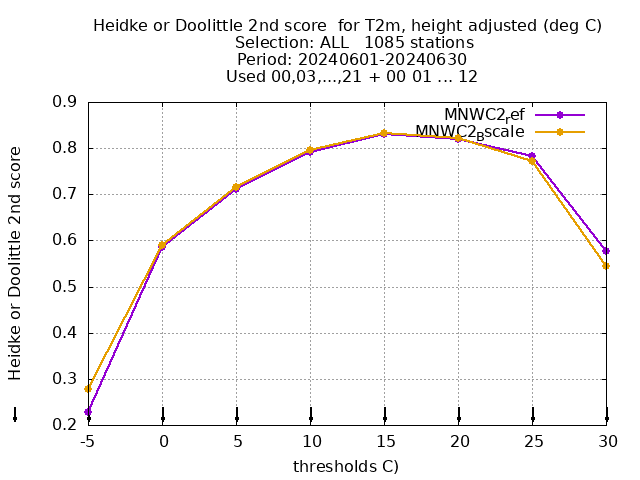 Heidke or Doolittle 2nd score  for T2m, height adjusted (deg C)
Selection: ALL   1085 stations
Period: 20240601-20240630
Used 00,03,...,21 + 00 01 ... 12
MNWC2ref
MNWC2Bscale
0.9
0.8
0.7
0.6
0.5
0.4
0.3
0.2
Heidke or Doolittle 2nd score
-5 0 5 10 15 20 25 30
thresholds C)